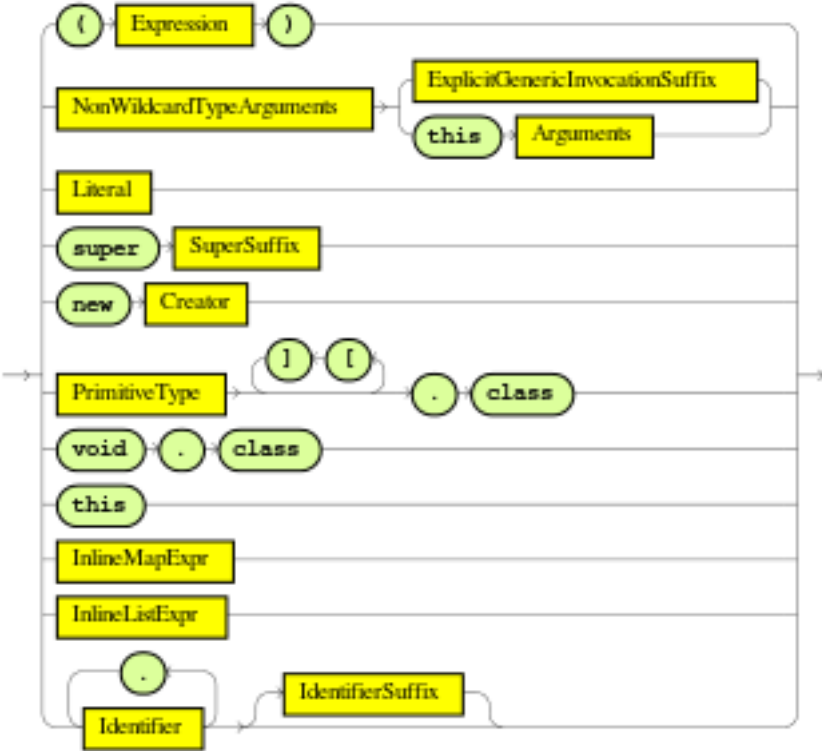 ( Expression )
ExplicitGenericInvocationSuffix
NonWildcardTypeArguments
this Arguments
Literal
super SuperSuffix
new Creator
] [
PrimitiveType . class
void . class
this
InlineMapExpr
InlineListExpr
.
IdentifierSuffix
Identifier